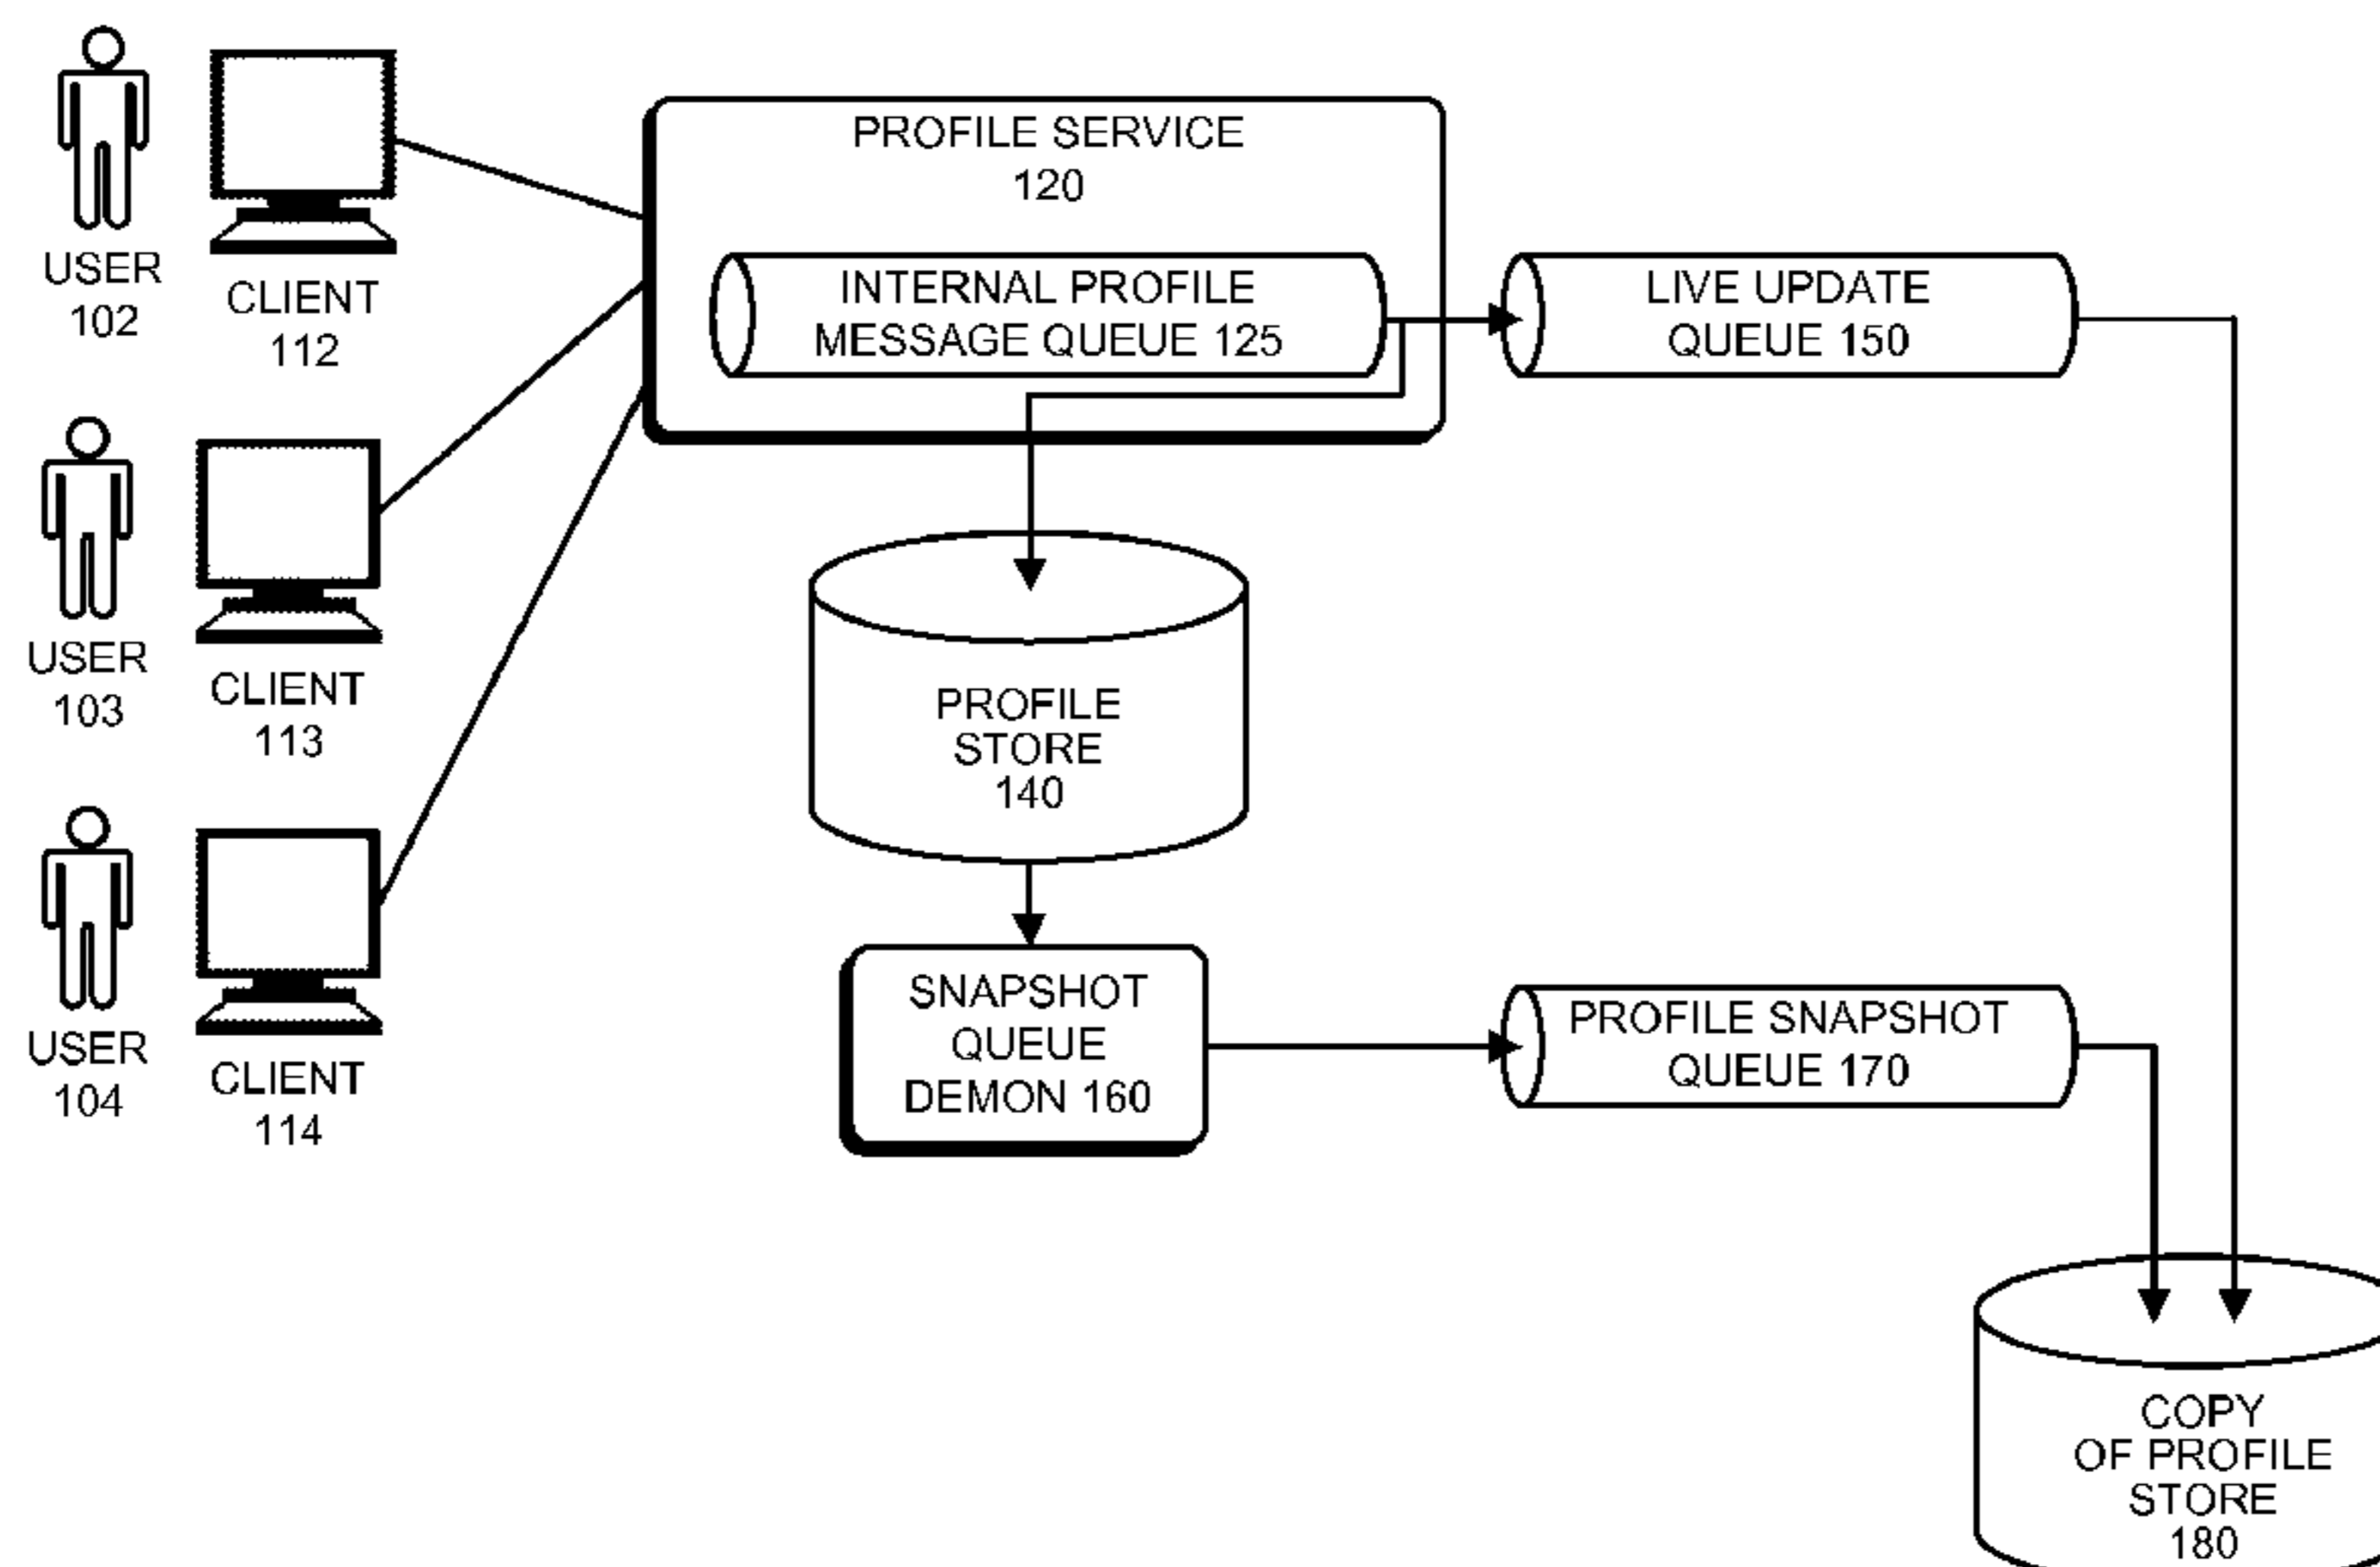 USER
102
CLIENT
112
USER
103
CLIENT
113
USER
104
CLIENT
114
PROFILE SERVICE
120
INTERNAL PROFILE
MESSAGE QUEUE 125
LIVE UPDATE
QUEUE 150
PROFILE
STORE
140
SNAPSHOT
QUEUE
DEMON 160
PROFILE SNAPSHOT
QUEUE 170
COPY
OF PROFILE
STORE
180